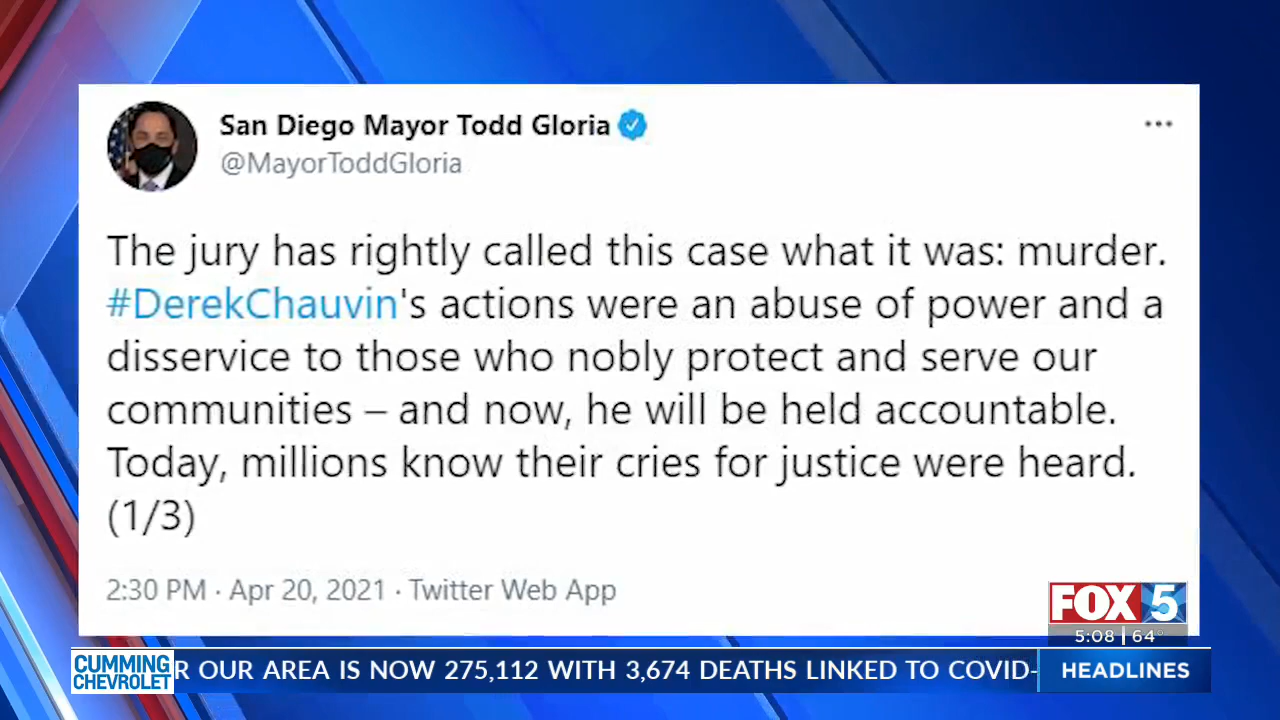 San Diego Mayor Todd Gloria
@MayorToddGloria
The jury has rightly called this case what it was: murder.
#DerekChauvin's actions were an abuse of power and a
disservice to those who nobly protect and serve our
communities – and now, he will be held accountable.
Today, millions know their cries for justice were heard.
(1/3)
2:30 PM · Apr 20, 2021 · Twitter Web App
FOX 5
5:08 | 64°
CUMMING
CHEVROLET
R OUR AREA IS NOW 275,112 WITH 3,674 DEATHS LINKED TO COVID-
HEADLINES